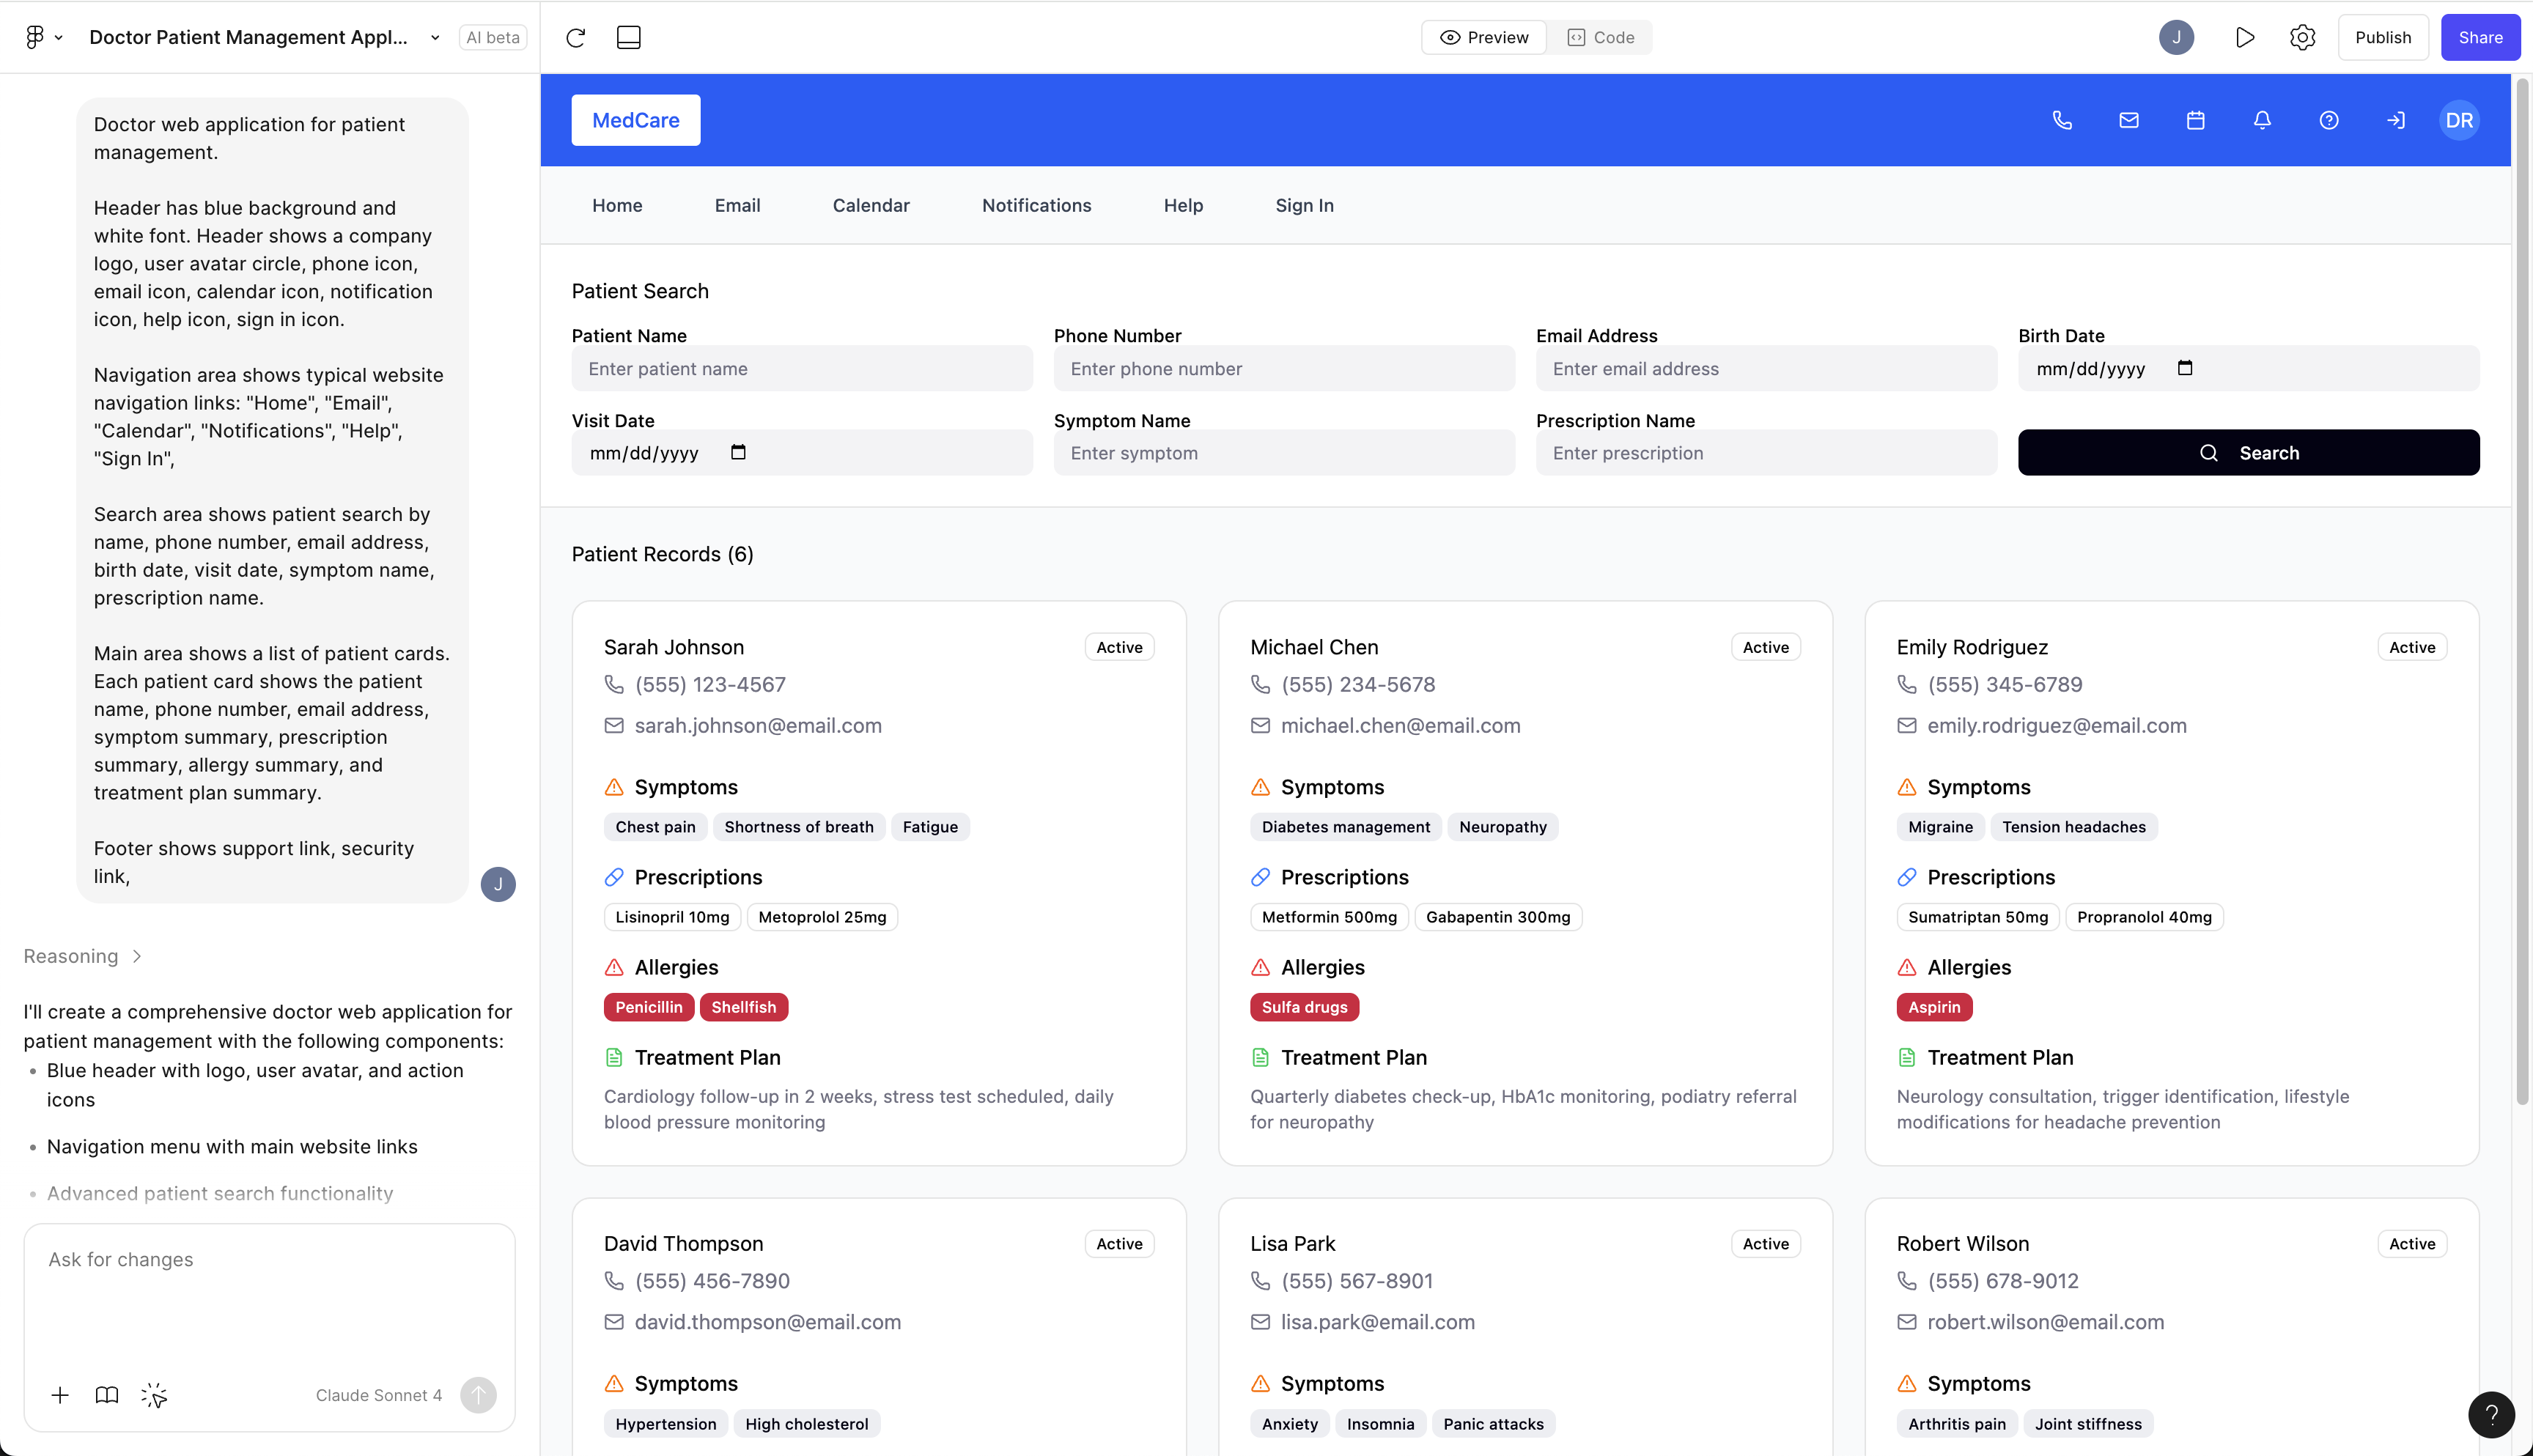 Doctor Patient Management Appl...
AI beta
Preview
Code
J
Publish
Share
Doctor web application for patient
management.
Header has blue background and
white font. Header shows a company
logo, user avatar circle, phone icon,
email icon, calendar icon, notification
icon, help icon, sign in icon.
Navigation area shows typical website
navigation links: "Home", "Email",
"Calendar", "Notifications", "Help",
"Sign In",
Search area shows patient search by
name, phone number, email address,
birth date, visit date, symptom name,
prescription name.
Main area shows a list of patient cards.
Each patient card shows the patient
name, phone number, email address,
symptom summary, prescription
summary, allergy summary, and
treatment plan summary.
Footer shows support link, security
link,
J
Reasoning
I'll create a comprehensive doctor web application for
patient management with the following components:
• Blue header with logo, user avatar, and action
icons
• Navigation menu with main website links
• Advanced patient search functionality
Ask for changes
Claude Sonnet 4
MedCare
DR
Home Email Calendar Notifications Help Sign In
Patient Search
Patient Name Phone Number Email Address Birth Date
Enter patient name Enter phone number Enter email address mm/dd/yyyy
Visit Date Symptom Name Prescription Name
mm/dd/yyyy Enter symptom Enter prescription Search
Patient Records (6)
Sarah Johnson Active
(555) 123-4567
sarah.johnson@email.com
Symptoms
Chest pain Shortness of breath Fatigue
Prescriptions
Lisinopril 10mg Metoprolol 25mg
Allergies
Penicillin Shellfish
Treatment Plan
Cardiology follow-up in 2 weeks, stress test scheduled, daily
blood pressure monitoring
Michael Chen Active
(555) 234-5678
michael.chen@email.com
Symptoms
Diabetes management Neuropathy
Prescriptions
Metformin 500mg Gabapentin 300mg
Allergies
Sulfa drugs
Treatment Plan
Quarterly diabetes check-up, HbA1c monitoring, podiatry referral
for neuropathy
Emily Rodriguez Active
(555) 345-6789
emily.rodriguez@email.com
Symptoms
Migraine Tension headaches
Prescriptions
Sumatriptan 50mg Propranolol 40mg
Allergies
Aspirin
Treatment Plan
Neurology consultation, trigger identification, lifestyle
modifications for headache prevention
David Thompson Active
(555) 456-7890
david.thompson@email.com
Symptoms
Hypertension High cholesterol
Lisa Park Active
(555) 567-8901
lisa.park@email.com
Symptoms
Anxiety Insomnia Panic attacks
Robert Wilson Active
(555) 678-9012
robert.wilson@email.com
Symptoms
Arthritis pain Joint stiffness
?